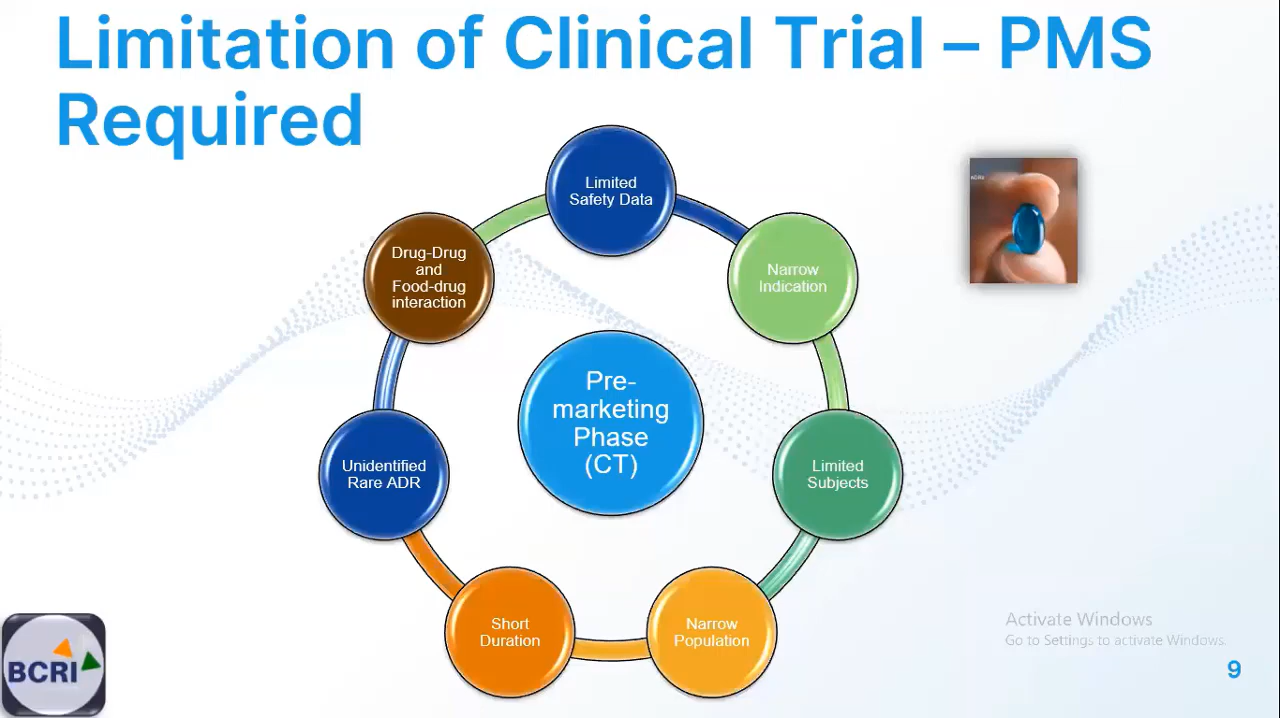 Limitation of Clinical Trial – PMS
Required
Limited
Safety Data
Narrow
Indication
Limited
Subjects
Narrow
Population
Short
Duration
Unidentified
Rare ADR
Drug-Drug
and
Food-drug
interaction
Pre-
marketing
Phase
(CT)
Activate Windows
Go to Settings to activate Windows.
9
BCRI